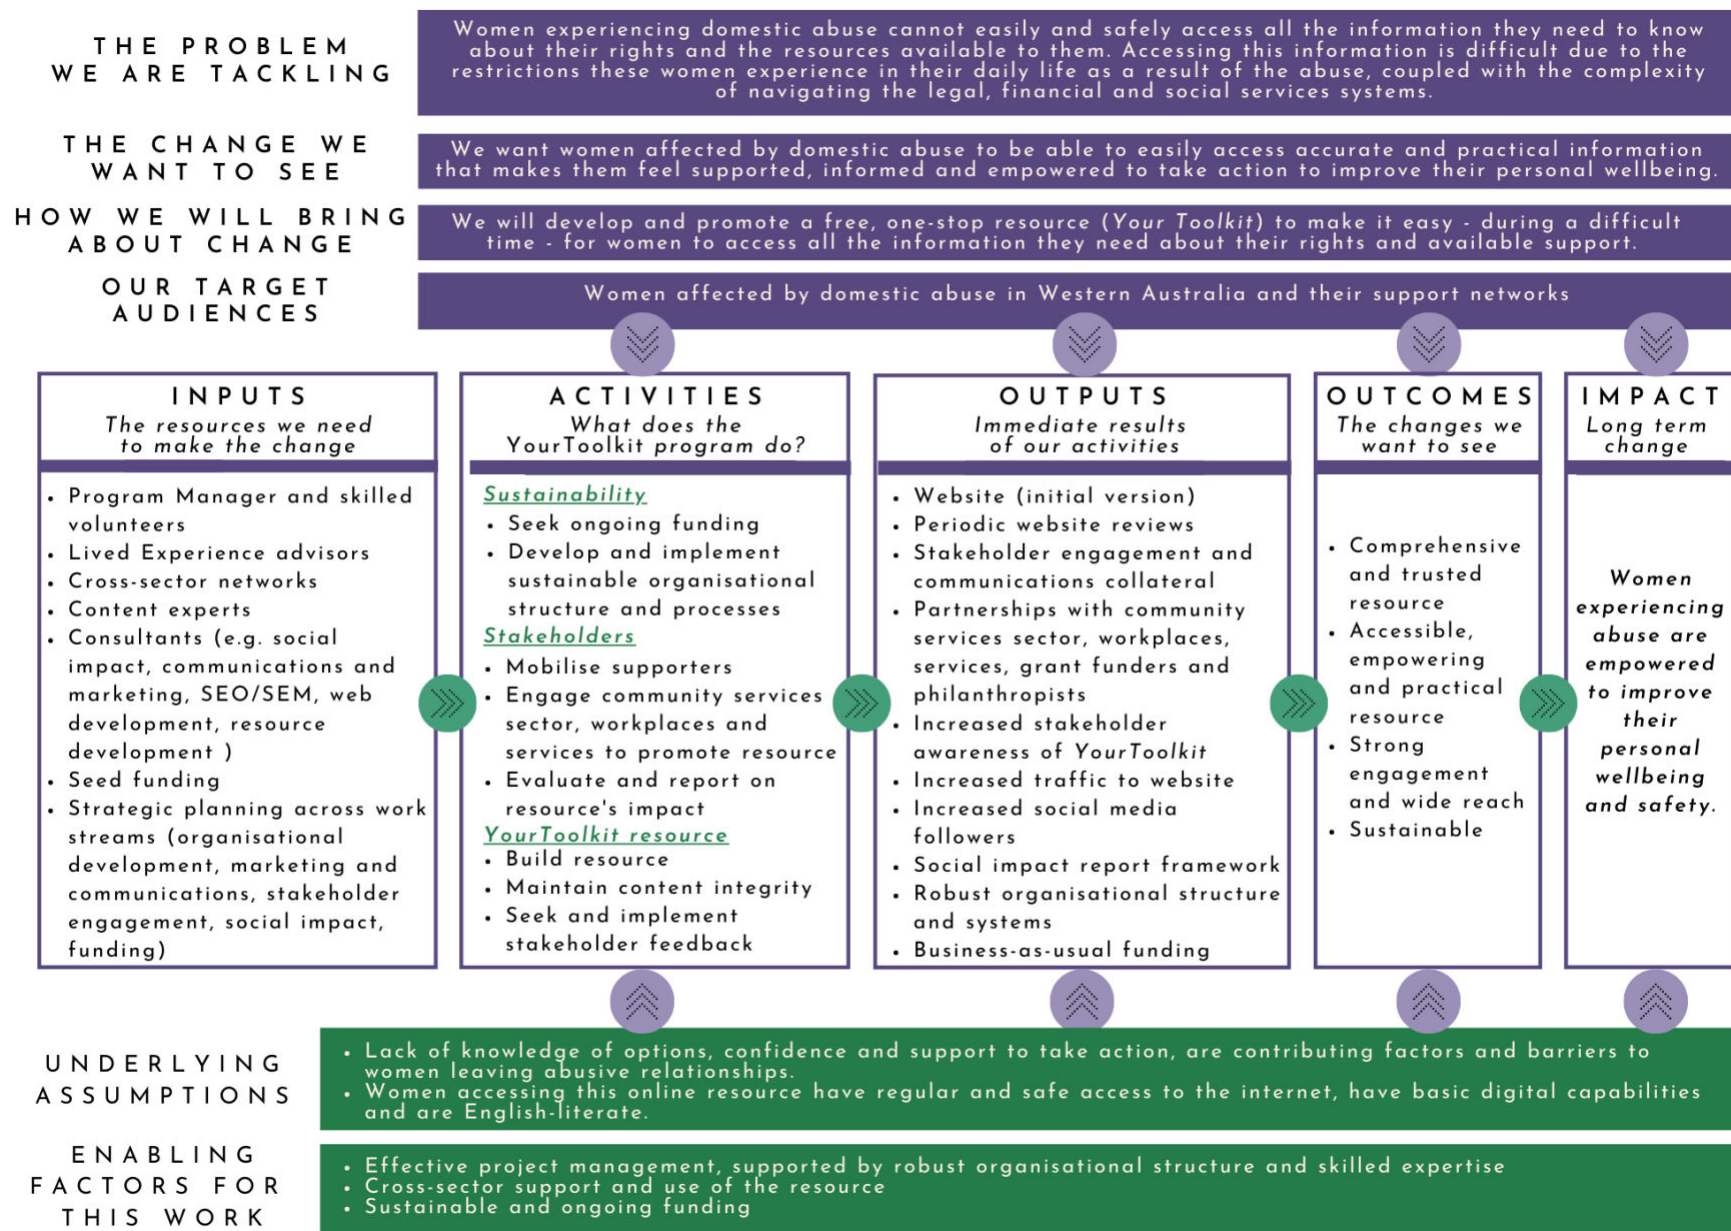 THE PROBLEM
WE ARE TACKLING
Women experiencing domestic abuse cannot easily and safely access all the information they need to know
about their rights and the resources available to them. Accessing this information is difficult due to the
restrictions these women experience in their daily life as a result of the abuse, coupled with the complexity
of navigating the legal, financial and social services systems.
THE CHANGE WE
WANT TO SEE
We want women affected by domestic abuse to be able to easily access accurate and practical information
that makes them feel supported, informed and empowered to take action to improve their personal wellbeing.
HOW WE WILL BRING
ABOUT CHANGE
We will develop and promote a free, one-stop resource (Your Toolkit) to make it easy - during a difficult
time - for women to access all the information they need about their rights and available support.
OUR TARGET
AUDIENCES
Women affected by domestic abuse in Western Australia and their support networks
INPUTS
The resources we need
to make the change
• Program Manager and skilled
volunteers
• Lived Experience advisors
• Cross-sector networks
• Content experts
• Consultants (e.g. social
impact, communications and
marketing, SEO/SEM, web
development, resource
development )
• Seed funding
• Strategic planning across work
streams (organisational
development, marketing and
communications, stakeholder
engagement, social impact,
funding)
ACTIVITIES
What does the
YourToolkit program do?
Sustainability
• Seek ongoing funding
• Develop and implement
sustainable organisational
structure and processes
Stakeholders
• Mobilise supporters
• Engage community services
sector, workplaces and
services to promote resource
• Evaluate and report on
resource's impact
YourToolkit resource
• Build resource
• Maintain content integrity
• Seek and implement
stakeholder feedback
OUTPUTS
Immediate results
of our activities
• Website (initial version)
• Periodic website reviews
• Stakeholder engagement and
communications collateral
• Partnerships with community
services sector, workplaces,
services, grant funders and
philanthropists
• Increased stakeholder
awareness of YourToolkit
• Increased traffic to website
• Increased social media
followers
• Social impact report framework
• Robust organisational structure
and systems
• Business-as-usual funding
OUTCOMES
The changes we
want to see
• Comprehensive
and trusted
resource
• Accessible,
empowering
and practical
resource
• Strong
engagement
and wide reach
• Sustainable
IMPACT
Long term
change
Women
experiencing
abuse are
empowered
to improve
their
personal
wellbeing
and safety.
UNDERLYING
ASSUMPTIONS
• Lack of knowledge of options, confidence and support to take action, are contributing factors and barriers to
women leaving abusive relationships.
• Women accessing this online resource have regular and safe access to the internet, have basic digital capabilities
and are English-literate.
ENABLING
FACTORS FOR
THIS WORK
• Effective project management, supported by robust organisational structure and skilled expertise
• Cross-sector support and use of the resource
• Sustainable and ongoing funding